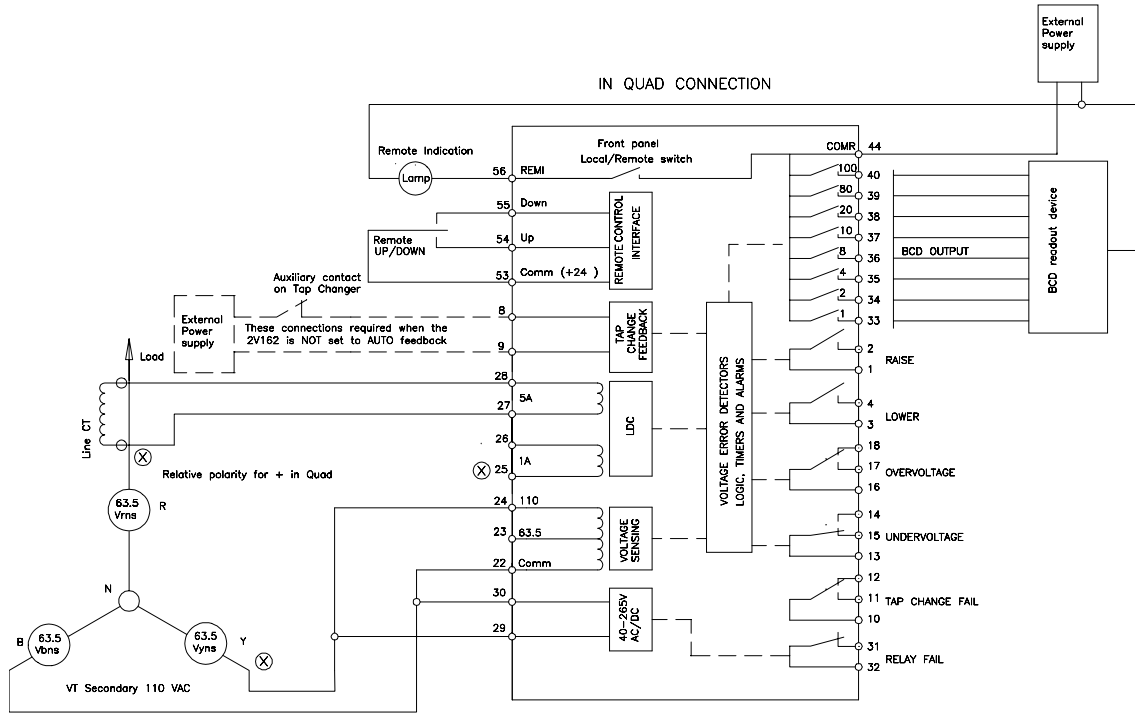 External
Power
supply
IN QUAD CONNECTION
Front panel
Local/Remote switch
COMR 44
Remote Indication
Lamp
56 REMI
100 40
80 39
20 38
10 37
8 36
4 35
2 34
1 33
BCD OUTPUT
BCD readout device
55 Down
54 Up
53 Comm (+24 )
Remote
UP/DOWN
REMOTE CONTROL
INTERFACE
Auxiliary contact
on Tap Changer
External
Power
supply
These connections required when the
2V162 is NOT set to AUTO feedback
8
9
TAP
CHANGE
FEEDBACK
Load
Line CT
28
5A
27
26
1A
25
LDC
X
X
Relative polarity for + in Quad
VOLTAGE ERROR DETECTORS
LOGIC, TIMERS AND ALARMS
2
1
RAISE
4
3
LOWER
18
17
16
OVERVOLTAGE
14
15
13
UNDERVOLTAGE
12
11
10
TAP CHANGE FAIL
31
32
RELAY FAIL
63.5
Vrns
R
24 110
23 63.5
22 Comm
VOLTAGE
SENSING
30
29
40-265V
AC/DC
N
B
63.5
Vbns
63.5
Vyns
Y
X
VT Secondary 110 VAC